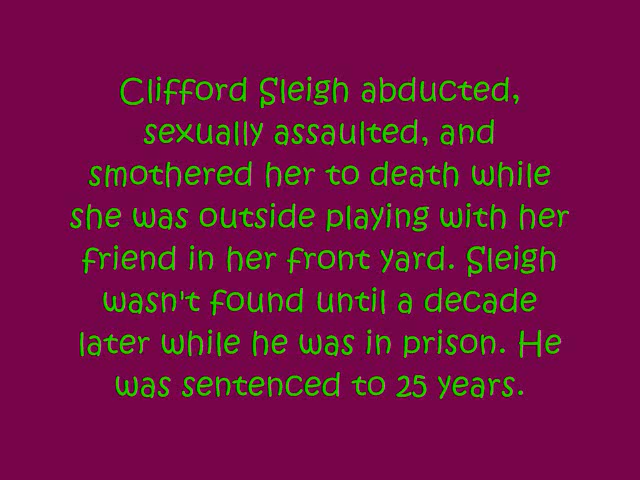 Clifford Sleigh abducted,
sexually assaulted, and
smothered her to death while
she was outside playing with her
friend in her front yard. Sleigh
wasn't found until a decade
later while he was in prison. He
was sentenced to 25 years.